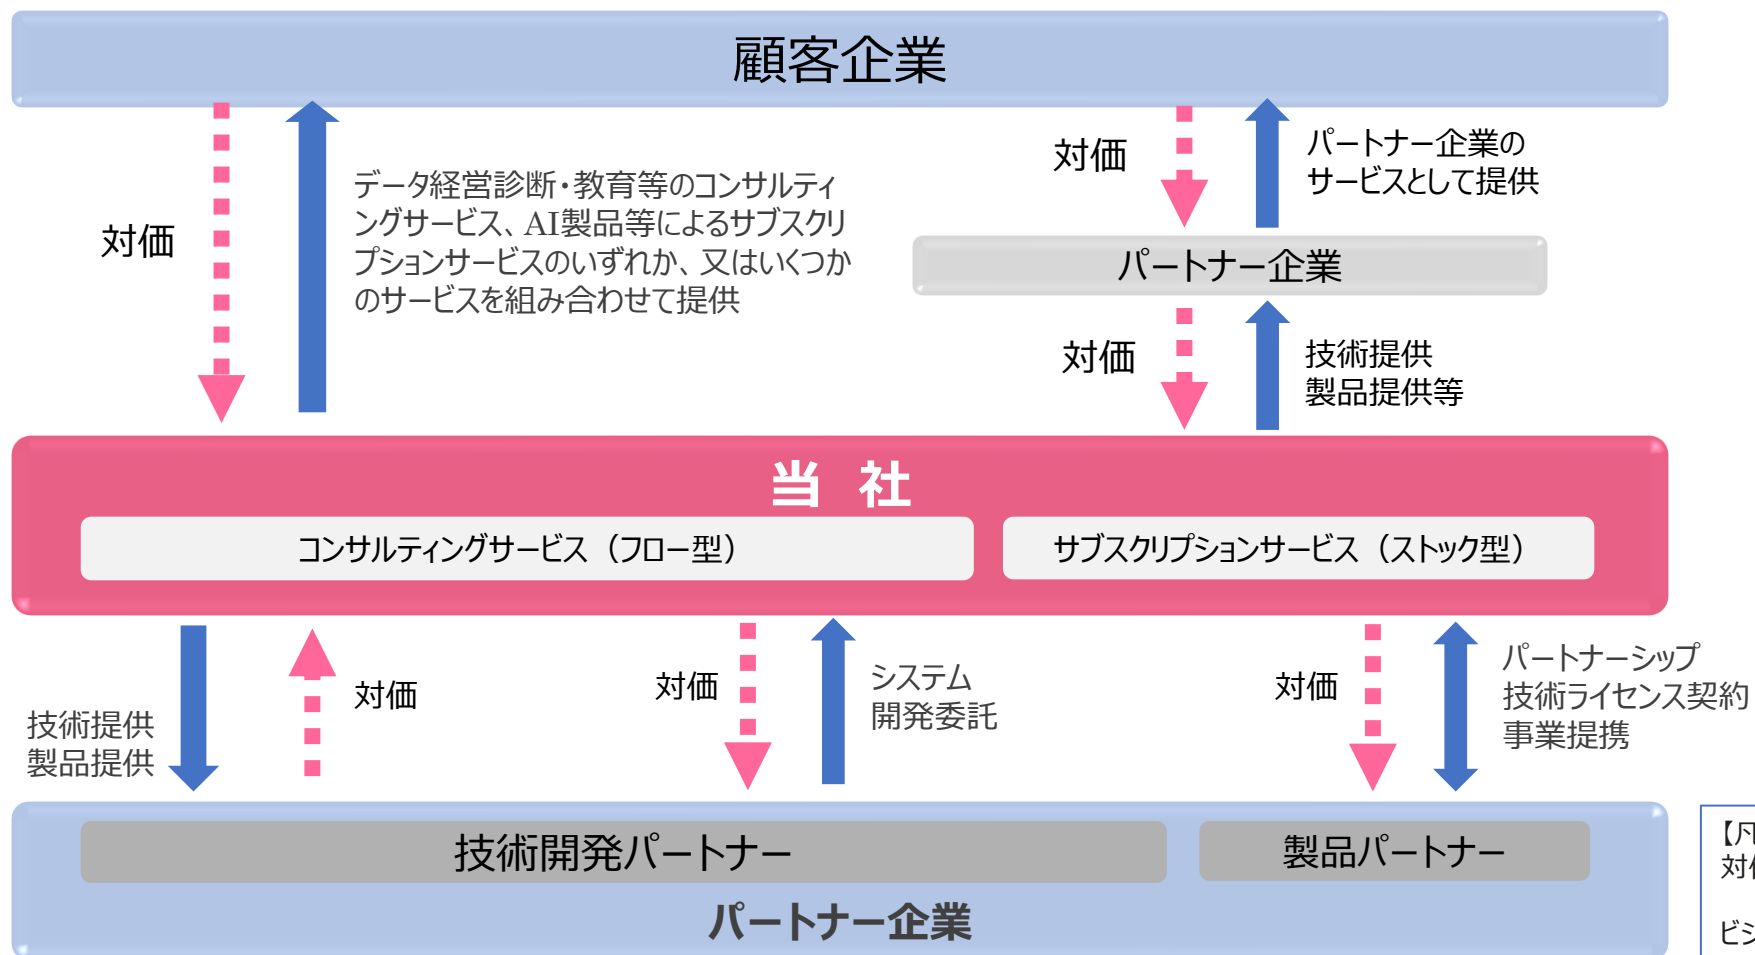 顧客企業
対価
データ経営診断・教育等のコンサルティ
ングサービス、AI製品等によるサブスクリ
プションサービスのいずれか、又はいくつか
のサービスを組み合わせて提供
対価
パートナー企業の
サービスとして提供
パートナー企業
対価
技術提供
製品提供等
当 社
コンサルティングサービス（フロー型）
サブスクリプションサービス（ストック型）
技術提供
製品提供
対価
対価
システム
開発委託
対価
パートナーシップ
技術ライセンス契約
事業提携
技術開発パートナー
製品パートナー
パートナー企業
【凡
対
ビジ